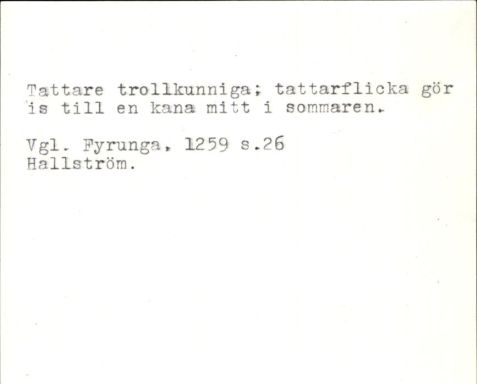 Tattare trollkunniga; tattarflicka gör
is till en kana mitt i sommaren.
Vgl. Fyrunga, 1259 s.26
Hallström.